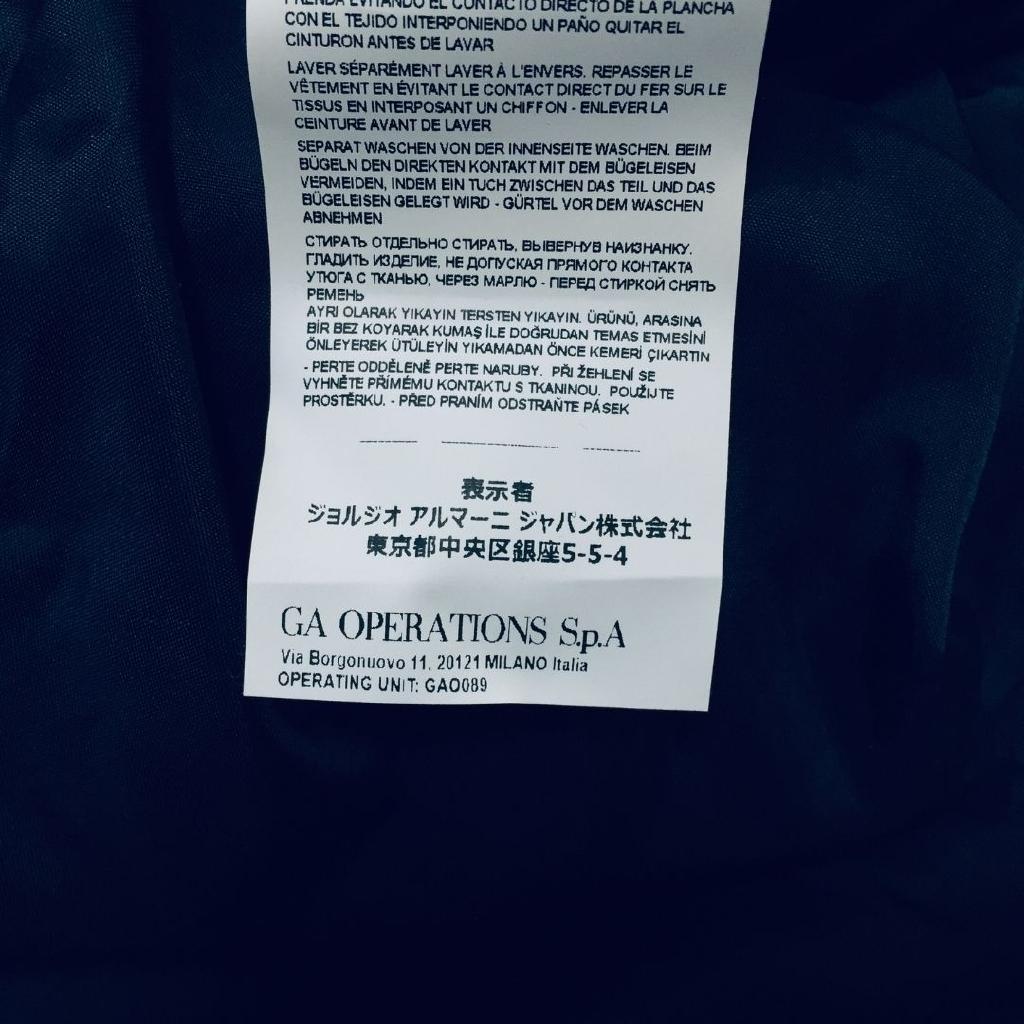 PRENDA EVITANDO EL CONTACTO DIRECTO DE LA PLANCHA
CON EL TEJIDO INTERPONIENDO UN PAÑO QUITAR EL
CINTURON ANTES DE LAVAR
LAVER SÉPARÉMENT LAVER À L'ENVERS. REPASSER LE
VÊTEMENT EN ÉVITANT LE CONTACT DIRECT DU FER SUR LE
TISSUS EN INTERPOSANT UN CHIFFON - ENLEVER LA
CEINTURE AVANT DE LAVER
SEPARAT WASCHEN VON DER INNENSEITE WASCHEN. BEIM
BÜGELN DEN DIREKTEN KONTAKT MIT DEM BÜGELEISEN
VERMEIDEN, INDEM EIN TUCH ZWISCHEN DAS TEIL UND DAS
BÜGELEISEN GELEGT WIRD - GÜRTEL VOR DEM WASCHEN
ABNEHMEN
СТИРАТЬ ОТДЕЛЬНО СТИРАТЬ, ВЫВЕРНУВ НАИЗНАНКУ.
ГЛАДИТЬ ИЗДЕЛИЕ, НЕ ДОПУСКАЯ ПРЯМОГО КОНТАКТА
УТЮГА С ТКАНЬЮ, ЧЕРЕЗ МАРЛЮ - ПЕРЕД СТИРКОЙ СНЯТЬ
РЕМЕНЬ
AYRI OLARAK YIKAYIN TERSTEN YIKAYIN. ÜRÜNÜ, ARASINA
BİR BEZ KOYARAK KUMAŞ İLE DOĞRUDAN TEMAS ETMESİNİ
ÖNLEYEREK ÜTÜLEYİN YIKAMADAN ÖNCE KEMERİ ÇIKARTIN
- PERTE ODDĚLENĚ PERTE NARUBY. PŘI ŽEHLENÍ SE
VYHNĚTE PŘÍMÉMU KONTAKTU S TKANINOU. POUŽIJTE
PROSTĚRKU. - PŘED PRANÍM ODSTRAŇTE PÁSEK
表示者
ジョルジオ アルマーニ ジャパン株式会社
東京都中央区銀座5-5-4
GA OPERATIONS S.p.A
Via Borgonuovo 11, 20121 MILANO Italia
OPERATING UNIT: GAO089